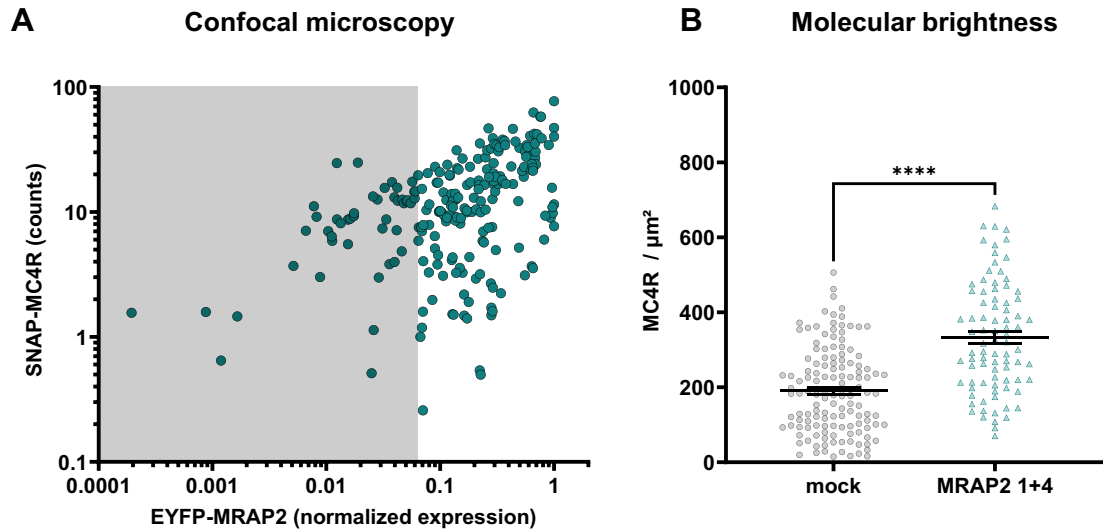 A
Confocal microscopy
SNAP-MC4R (counts)
100
10
1
0.1
0.0001
0.001
0.01
0.1
1
EYFP-MRAP2 (normalized expression)
B
Molecular brightness
MC4R / µm²
1000
800
600
400
200
0
****
mock
MRAP2 1+4